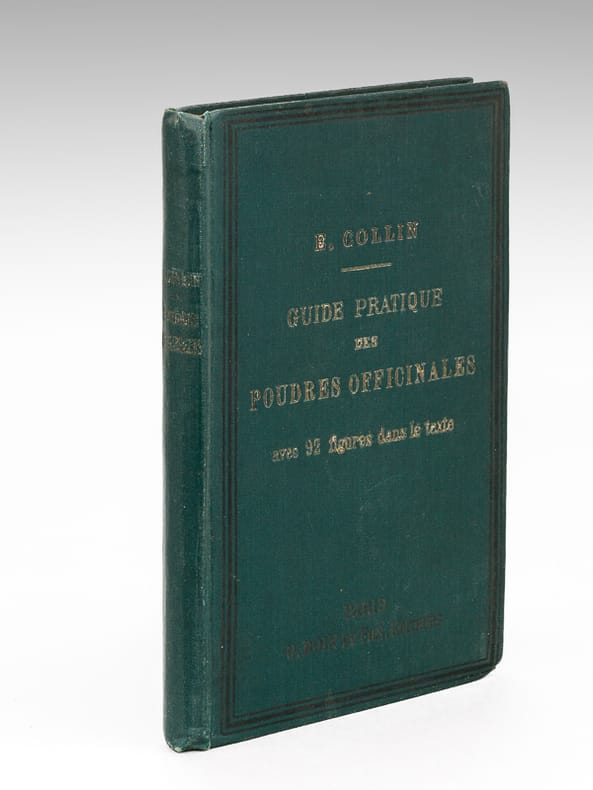 E. COLLIN
GUIDE PRATIQUE
DES
POUDRES OFFICINALES
avec 92 figures dans le texte
PARIS